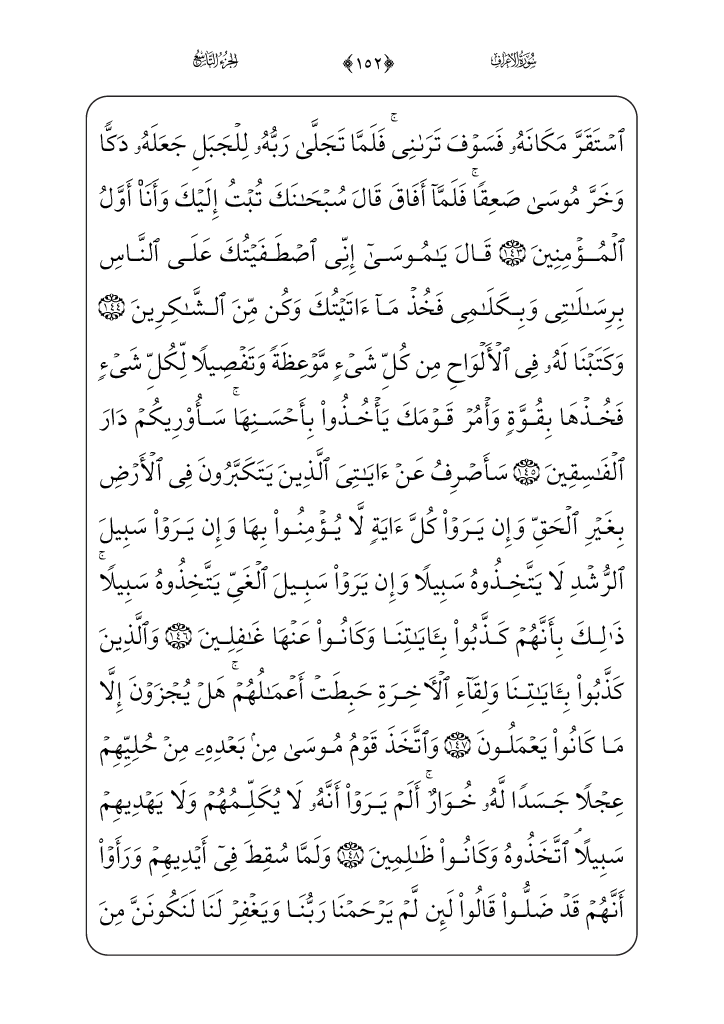 سُورَةُ الأَعْرَافِ ﴿١٥٢﴾ الجُزْءُ التَّاسِعُ
ٱسۡتَقَرَّ مَكَانَهُۥ فَسَوۡفَ تَرَىٰنِيۚ فَلَمَّا تَجَلَّىٰ رَبُّهُۥ لِلۡجَبَلِ جَعَلَهُۥ دَكّٗا
وَخَرَّ مُوسَىٰ صَعِقٗاۚ فَلَمَّآ أَفَاقَ قَالَ سُبۡحَٰنَكَ تُبۡتُ إِلَيۡكَ وَأَنَا۠ أَوَّلُ
ٱلۡمُؤۡمِنِينَ ١٤٣ قَالَ يَٰمُوسَىٰٓ إِنِّي ٱصۡطَفَيۡتُكَ عَلَى ٱلنَّاسِ
بِرِسَٰلَٰتِي وَبِكَلَٰمِي فَخُذۡ مَآ ءَاتَيۡتُكَ وَكُن مِّنَ ٱلشَّٰكِرِينَ ١٤٤
وَكَتَبۡنَا لَهُۥ فِي ٱلۡأَلۡوَاحِ مِن كُلِّ شَيۡءٖ مَّوۡعِظَةٗ وَتَفۡصِيلٗا لِّكُلِّ شَيۡءٖ
فَخُذۡهَا بِقُوَّةٖ وَأۡمُرۡ قَوۡمَكَ يَأۡخُذُواْ بِأَحۡسَنِهَاۚ سَأُوْرِيكُمۡ دَارَ
ٱلۡفَٰسِقِينَ ١٤٥ سَأَصۡرِفُ عَنۡ ءَايَٰتِيَ ٱلَّذِينَ يَتَكَبَّرُونَ فِي ٱلۡأَرۡضِ
بِغَيۡرِ ٱلۡحَقِّ وَإِن يَرَوۡاْ كُلَّ ءَايَةٖ لَّا يُؤۡمِنُواْ بِهَا وَإِن يَرَوۡاْ سَبِيلَ
ٱلرُّشۡدِ لَا يَتَّخِذُوهُ سَبِيلٗا وَإِن يَرَوۡاْ سَبِيلَ ٱلۡغَيِّ يَتَّخِذُوهُ سَبِيلٗاۚ
ذَٰلِكَ بِأَنَّهُمۡ كَذَّبُواْ بِـَٔايَٰتِنَا وَكَانُواْ عَنۡهَا غَٰفِلِينَ ١٤٦ وَٱلَّذِينَ
كَذَّبُواْ بِـَٔايَٰتِنَا وَلِقَآءِ ٱلۡأٓخِرَةِ حَبِطَتۡ أَعۡمَٰلُهُمۡۚ هَلۡ يُجۡزَوۡنَ إِلَّا
مَا كَانُواْ يَعۡمَلُونَ ١٤٧ وَٱتَّخَذَ قَوۡمُ مُوسَىٰ مِنۢ بَعۡدِهِۦ مِنۡ حُلِيِّهِمۡ
عِجۡلٗا جَسَدٗا لَّهُۥ خُوَارٌۚ أَلَمۡ يَرَوۡاْ أَنَّهُۥ لَا يُكَلِّمُهُمۡ وَلَا يَهۡدِيهِمۡ
سَبِيلًاۘ ٱتَّخَذُوهُ وَكَانُواْ ظَٰلِمِينَ ١٤٨ وَلَمَّا سُقِطَ فِيٓ أَيۡدِيهِمۡ وَرَأَوۡاْ
أَنَّهُمۡ قَدۡ ضَلُّواْ قَالُواْ لَئِن لَّمۡ يَرۡحَمۡنَا رَبُّنَا وَيَغۡفِرۡ لَنَا لَنَكُونَنَّ مِنَ